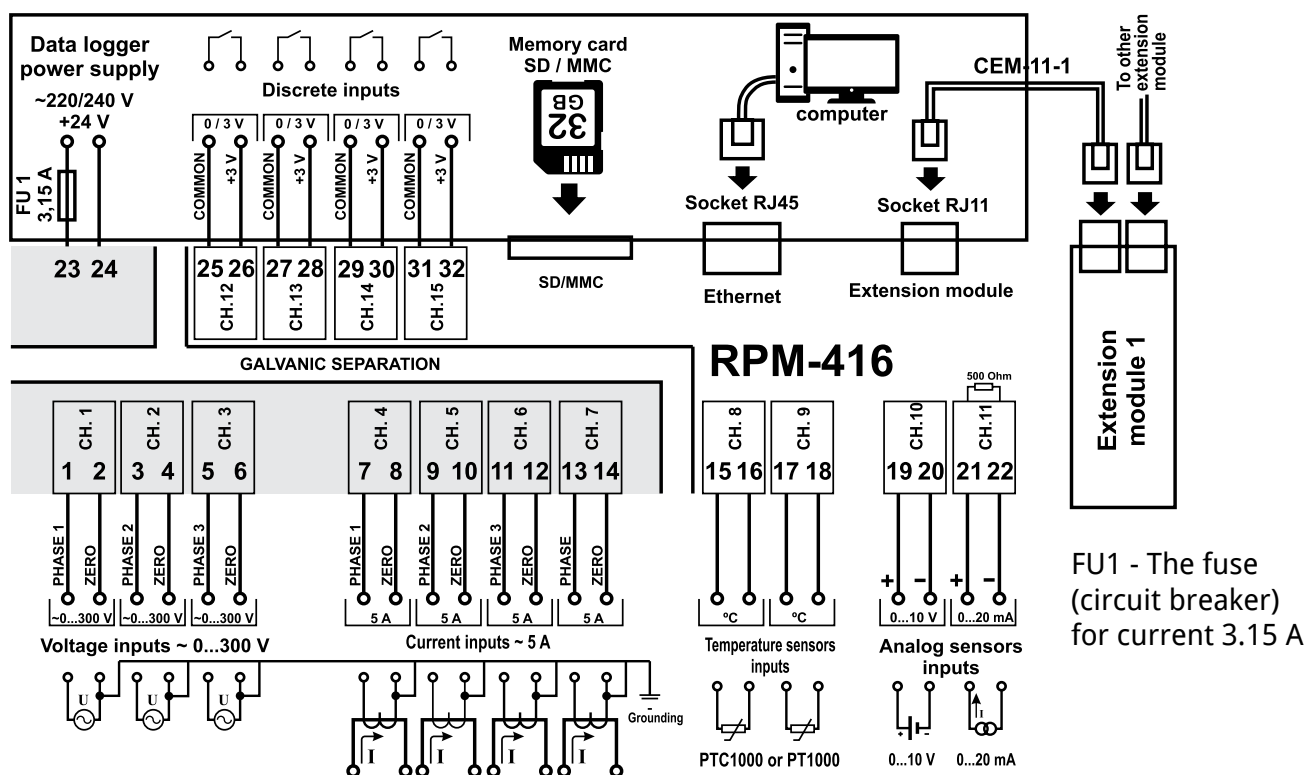 Data logger
power supply
~220/240 V
+24 V
FU 1
3,15 A
23 24
Discrete inputs
0 / 3 V
0 / 3 V
0 / 3 V
0 / 3 V
COMMON
+3 V
COMMON
+3 V
COMMON
+3 V
COMMON
+3 V
25 26
CH.12
27 28
CH.13
29 30
CH.14
31 32
CH.15
Memory card
SD / MMC
32
GB
SD/MMC
computer
Socket RJ45
Ethernet
CEM-11-1
Socket RJ11
Extension module
To other
extension
module
Extension
module 1
GALVANIC SEPARATION
RPM-416
CH. 1
1 2
CH. 2
3 4
CH. 3
5 6
CH. 4
7 8
CH. 5
9 10
CH. 6
11 12
CH. 7
13 14
CH. 8
15 16
CH. 9
17 18
CH.10
19 20
500 Ohm
CH.11
21 22
PHASE 1
ZERO
PHASE 2
ZERO
PHASE 3
ZERO
PHASE 1
ZERO
PHASE 2
ZERO
PHASE 3
ZERO
PHASE
ZERO
+ –
+ –
~0...300 V
~0...300 V
~0...300 V
5 A
5 A
5 A
5 A
ºC
ºC
0...10 V
0...20 mA
Voltage inputs ~ 0...300 V
Current inputs ~ 5 A
Temperature sensors
inputs
Analog sensors
inputs
U
U
U
I
I
I
I
Grounding
PTC1000 or PT1000
+ -
I
0...10 V
0...20 mA
FU1 - The fuse
(circuit breaker)
for current 3.15 A